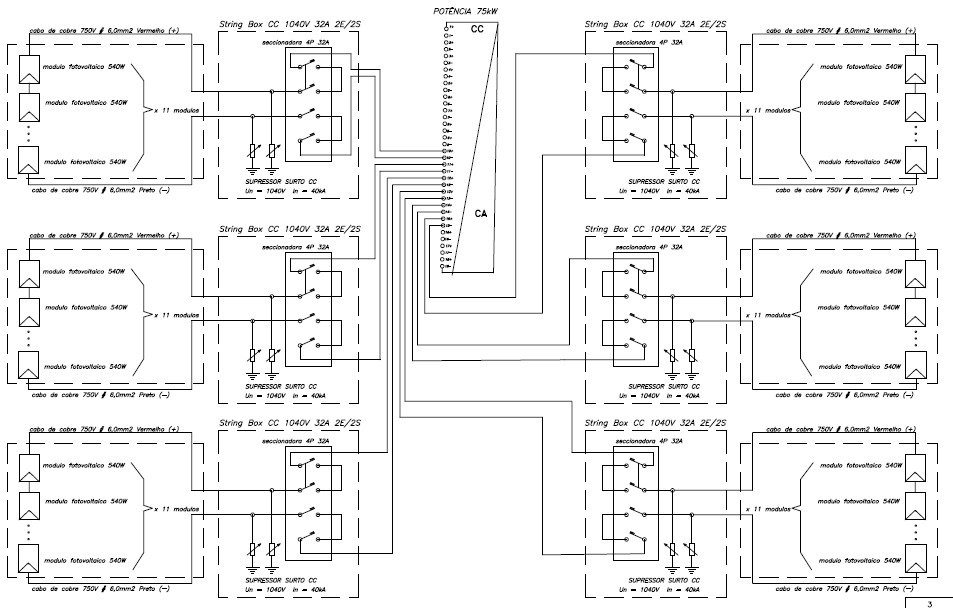 POTÊNCIA 75kW
CC
CA
String Box CC 1040V 32A 2E/2S
seccionadora 4P 32A
cabo de cobre 750V # 6,0mm2 Vermelho (+)
modulo fotovoltaico 540W
modulo fotovoltaico 540W
x 11 modulos
modulo fotovoltaico 540W
cabo de cobre 750V # 6,0mm2 Preto (-)
SUPRESSOR SURTO CC
Un = 1040V In = 40kA
String Box CC 1040V 32A 2E/2S
seccionadora 4P 32A
cabo de cobre 750V # 6,0mm2 Vermelho (+)
modulo fotovoltaico 540W
modulo fotovoltaico 540W
x 11 modulos
modulo fotovoltaico 540W
cabo de cobre 750V # 6,0mm2 Preto (-)
SUPRESSOR SURTO CC
Un = 1040V In = 40kA
String Box CC 1040V 32A 2E/2S
seccionadora 4P 32A
cabo de cobre 750V # 6,0mm2 Vermelho (+)
modulo fotovoltaico 540W
modulo fotovoltaico 540W
x 11 modulos
modulo fotovoltaico 540W
cabo de cobre 750V # 6,0mm2 Preto (-)
SUPRESSOR SURTO CC
Un = 1040V In = 40kA
String Box CC 1040V 32A 2E/2S
seccionadora 4P 32A
cabo de cobre 750V # 6,0mm2 Vermelho (+)
modulo fotovoltaico 540W
modulo fotovoltaico 540W
x 11 modulos
modulo fotovoltaico 540W
cabo de cobre 750V # 6,0mm2 Preto (-)
SUPRESSOR SURTO CC
Un = 1040V In = 40kA
String Box CC 1040V 32A 2E/2S
seccionadora 4P 32A
cabo de cobre 750V # 6,0mm2 Vermelho (+)
modulo fotovoltaico 540W
modulo fotovoltaico 540W
x 11 modulos
modulo fotovoltaico 540W
cabo de cobre 750V # 6,0mm2 Preto (-)
SUPRESSOR SURTO CC
Un = 1040V In = 40kA
String Box CC 1040V 32A 2E/2S
seccionadora 4P 32A
cabo de cobre 750V # 6,0mm2 Vermelho (+)
modulo fotovoltaico 540W
modulo fotovoltaico 540W
x 11 modulos
modulo fotovoltaico 540W
cabo de cobre 750V # 6,0mm2 Preto (-)
SUPRESSOR SURTO CC
Un = 1040V In = 40kA
3